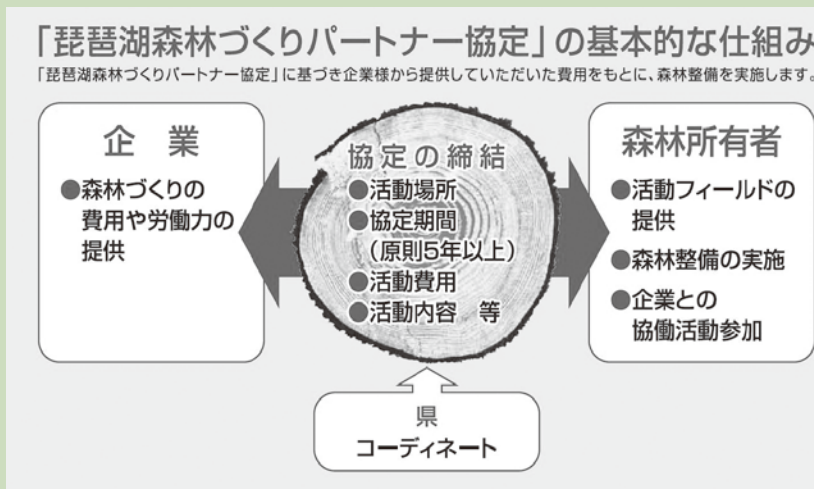 「琵琶湖森林づくりパートナー協定」の基本的な仕組み
「琵琶湖森林づくりパートナー協定」に基づき企業様から提供していただいた費用をもとに、森林整備を実施します。
企業
●森林づくりの
費用や労働力の
提供
協定の締結
●活動場所
●協定期間
(原則5年以上)
●活動費用
●活動内容 等
森林所有者
●活動フィールドの
提供
●森林整備の実施
●企業との
協働活動参加
県
コーディネート